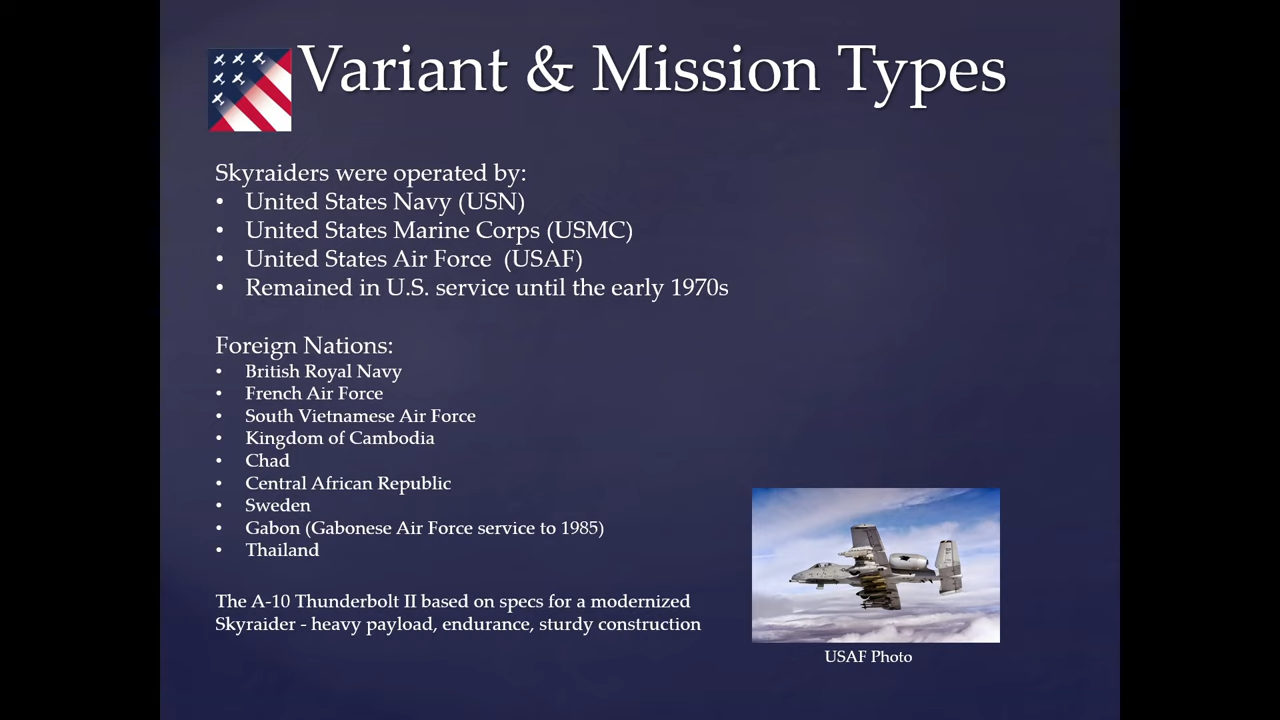 Variant & Mission Types
Skyraiders were operated by:
• United States Navy (USN)
• United States Marine Corps (USMC)
• United States Air Force  (USAF)
• Remained in U.S. service until the early 1970s
Foreign Nations:
• British Royal Navy
• French Air Force
• South Vietnamese Air Force
• Kingdom of Cambodia
• Chad
• Central African Republic
• Sweden
• Gabon (Gabonese Air Force service to 1985)
• Thailand
The A-10 Thunderbolt II based on specs for a modernized
Skyraider - heavy payload, endurance, sturdy construction
USAF Photo